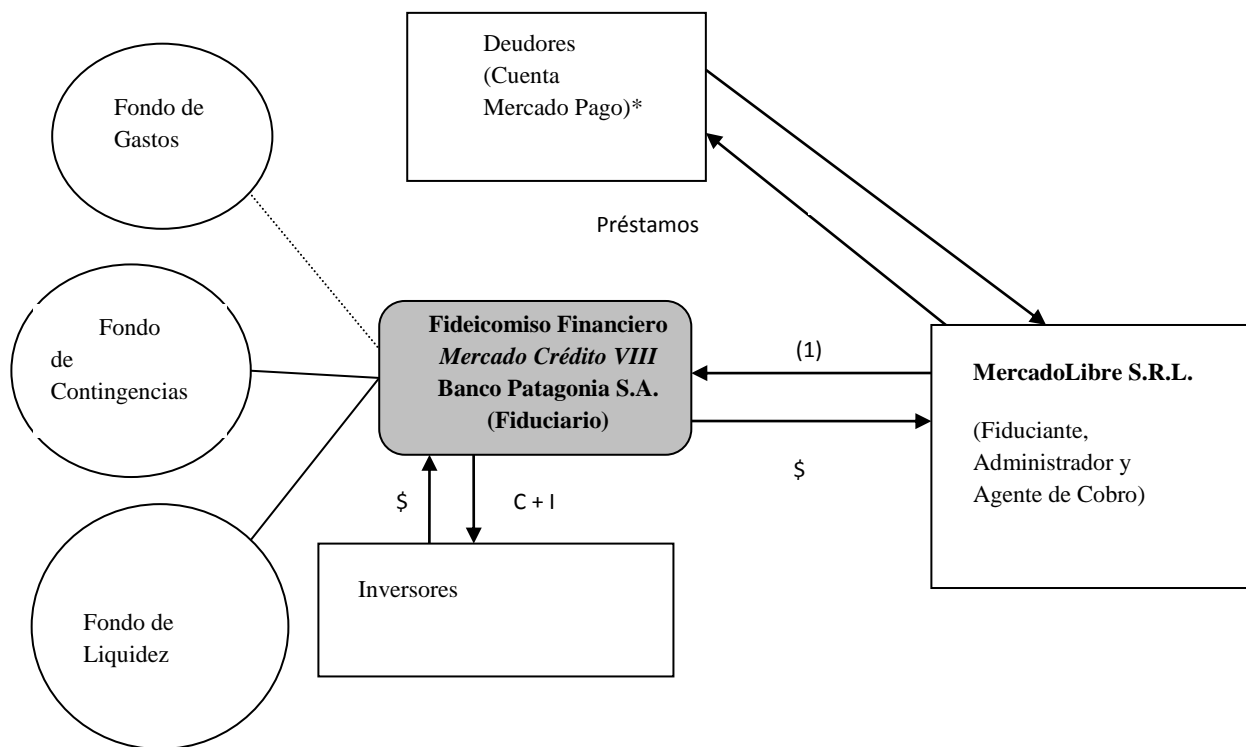 Deudores
(Cuenta
Mercado Pago)*
Fondo de
Gastos
Préstamos
Fondo
de
Contingencias
Fideicomiso Financiero
Mercado Crédito VIII
Banco Patagonia S.A.
(Fiduciario)
(1)
MercadoLibre S.R.L.
(Fiduciante,
Administrador y
Agente de Cobro)
$
$
C + I
Inversores
Fondo de
Liquidez